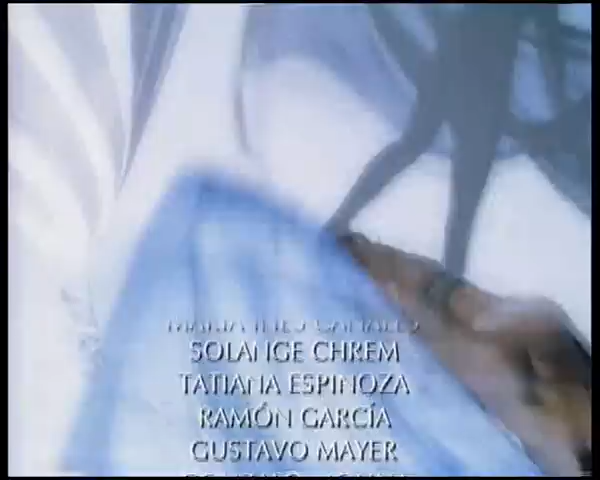 SOLANGE CHREM
TATIANA ESPINOZA
RAMÓN GARCÍA
GUSTAVO MAYER